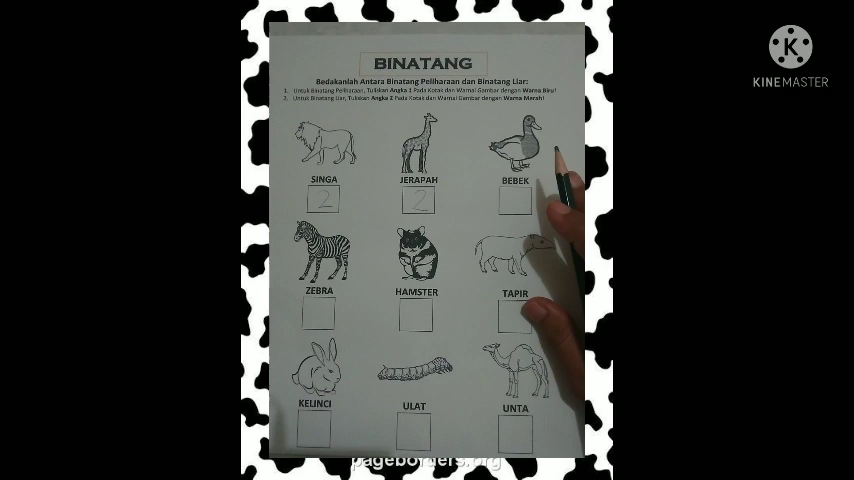 KINEMASTER
BINATANG
Bedakanlah Antara Binatang Peliharaan dan Binatang Liar:
1. Untuk Binatang Peliharaan, Tuliskan Angka 1 Pada Kotak dan Warnai Gambar dengan Warna Biru!
2. Untuk Binatang Liar, Tuliskan Angka 2 Pada Kotak dan Warnai Gambar dengan Warna Merah!
SINGA JERAPAH BEBEK
2 2
ZEBRA HAMSTER TAPIR
KELINCI ULAT UNTA
pageborders.org